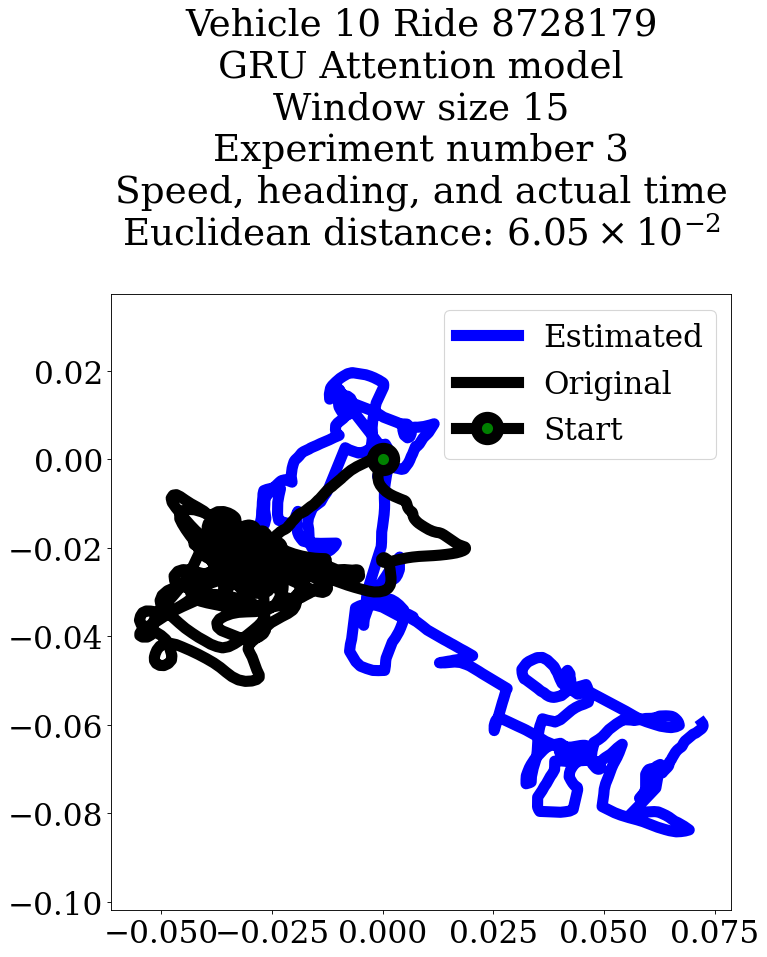 Vehicle 10 Ride 8728179
GRU Attention model
Window size 15
Experiment number 3
Speed, heading, and actual time
Euclidean distance: 6.05 × 10⁻²
Estimated
Original
Start
0.02
0.00
−0.02
−0.04
−0.06
−0.08
−0.10
−0.050
−0.025
0.000
0.025
0.050
0.075